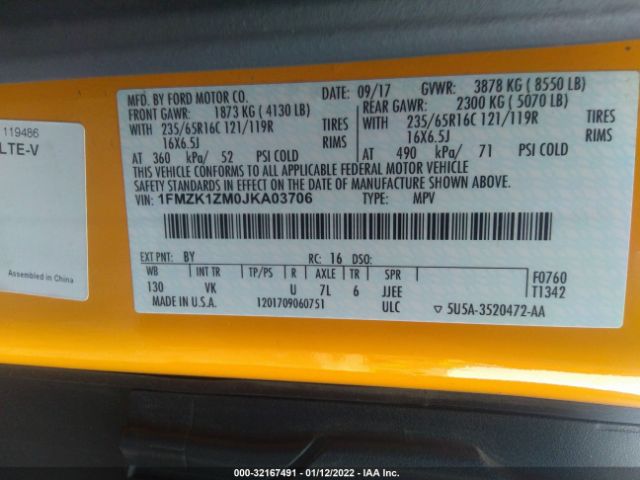 119486
LTE-V
Assembled in China
MFD. BY FORD MOTOR CO.
DATE: 09/17 GVWR: 3878 KG ( 8550 LB)
FRONT GAWR: 1873 KG ( 4130 LB) REAR GAWR: 2300 KG ( 5070 LB)
WITH 235/65R16C 121/119R TIRES WITH 235/65R16C 121/119R TIRES
16X6.5J RIMS 16X6.5J RIMS
AT 360 kPa/ 52 PSI COLD AT 490 kPa/ 71 PSI COLD
THIS VEHICLE CONFORMS TO ALL APPLICABLE FEDERAL MOTOR VEHICLE
SAFETY STANDARDS IN EFFECT ON THE DATE OF MANUFACTURE SHOWN ABOVE.
VIN: 1FMZK1ZM0JKA03706 TYPE: MPV
EXT PNT: BY RC: 16 DSO:
WB INT TR TP/PS R AXLE TR SPR F0760
130 VK U 7L 6 JJEE T1342
MADE IN U.S.A. 1201709060751 ULC 5U5A-3520472-AA
000-32167491 - 01/12/2022 - IAA Inc.